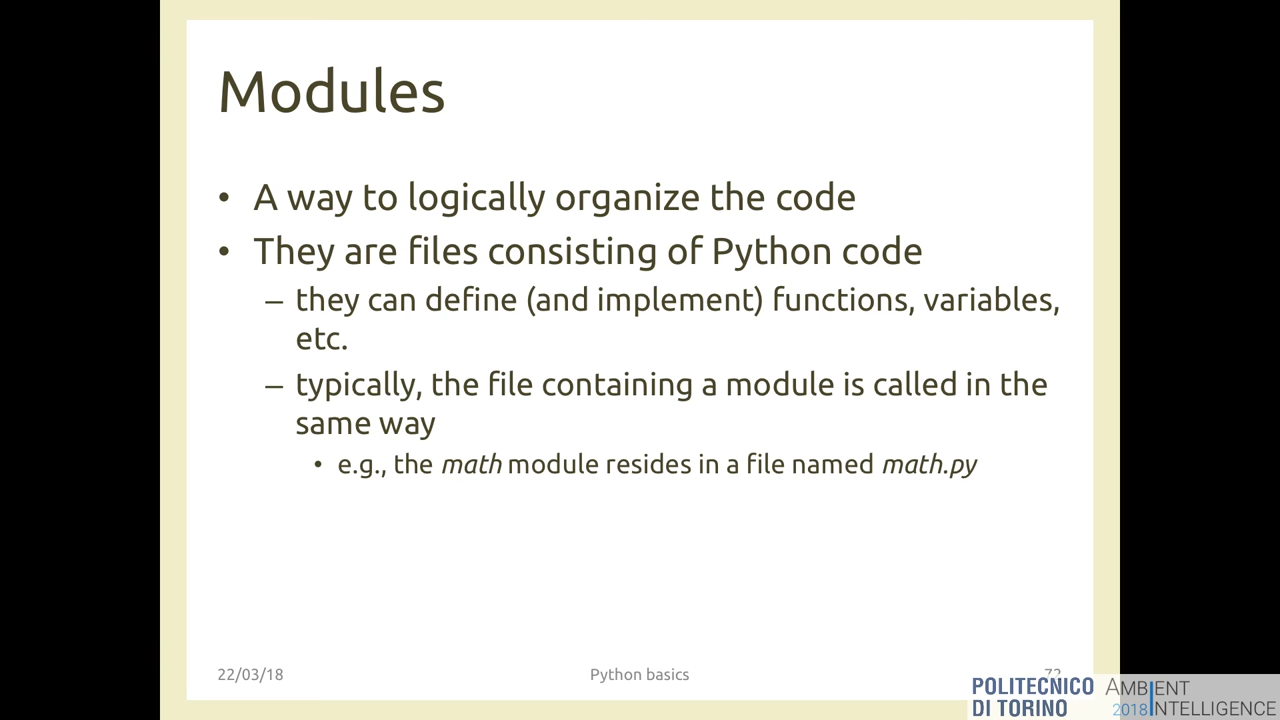 Modules
• A way to logically organize the code
• They are files consisting of Python code
– they can define (and implement) functions, variables,
etc.
– typically, the file containing a module is called in the
same way
• e.g., the math module resides in a file named math.py
22/03/18
Python basics
72
POLITECNICO
DI TORINO
AMBIENT
2018 INTELLIGENCE